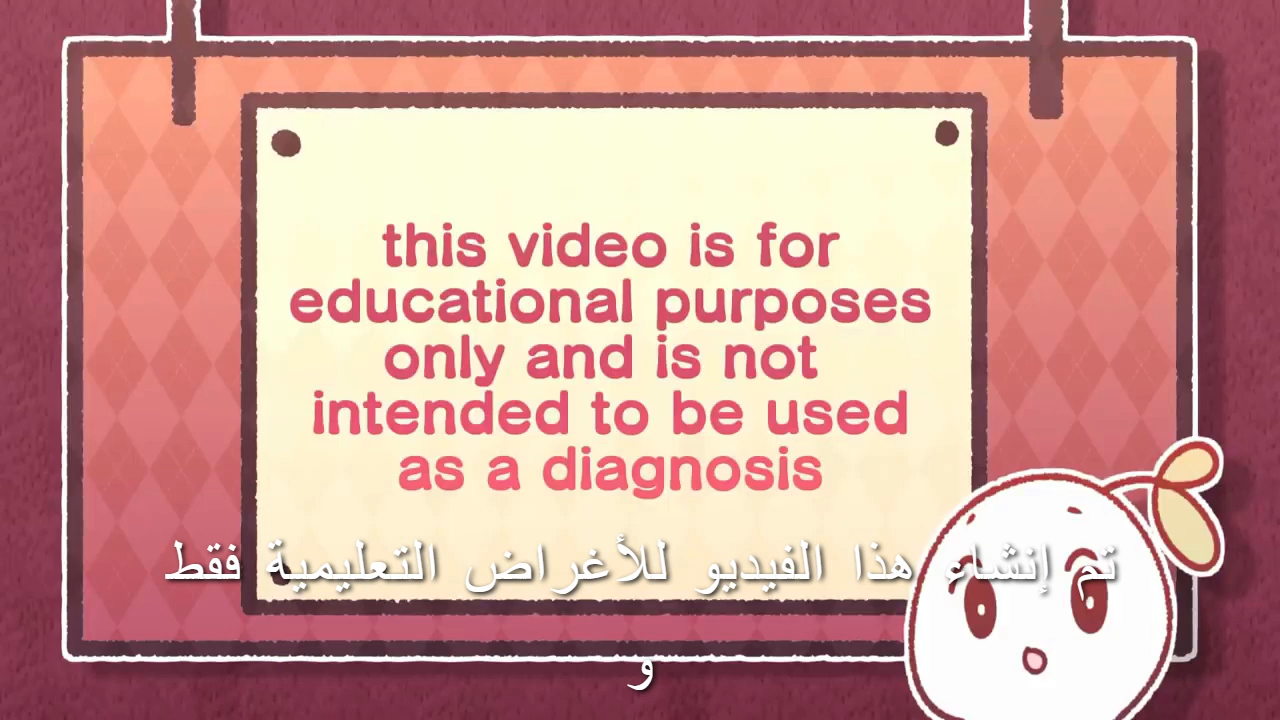 this video is for
educational purposes
only and is not
intended to be used
as a diagnosis
تم إنشاء هذا الفيديو للأغراض التعليمية فقط
و